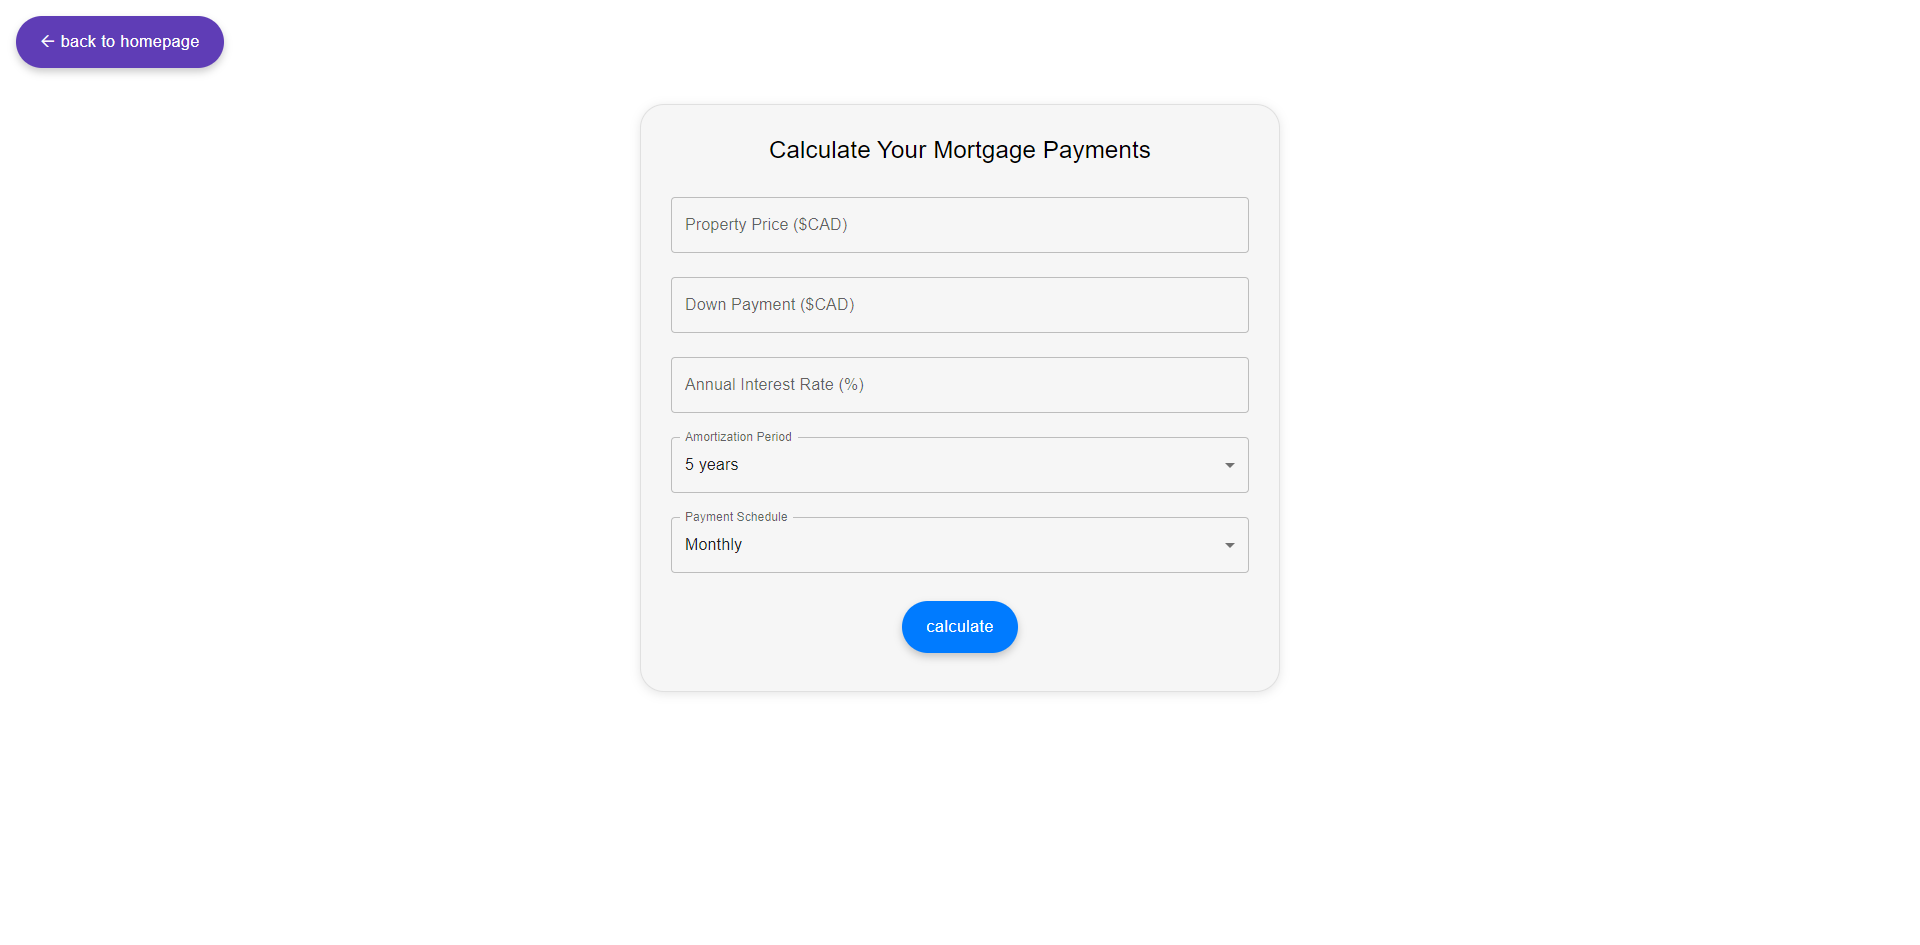 ← back to homepage
Calculate Your Mortgage Payments
Property Price ($CAD)
Down Payment ($CAD)
Annual Interest Rate (%)
Amortization Period
5 years
Payment Schedule
Monthly
calculate